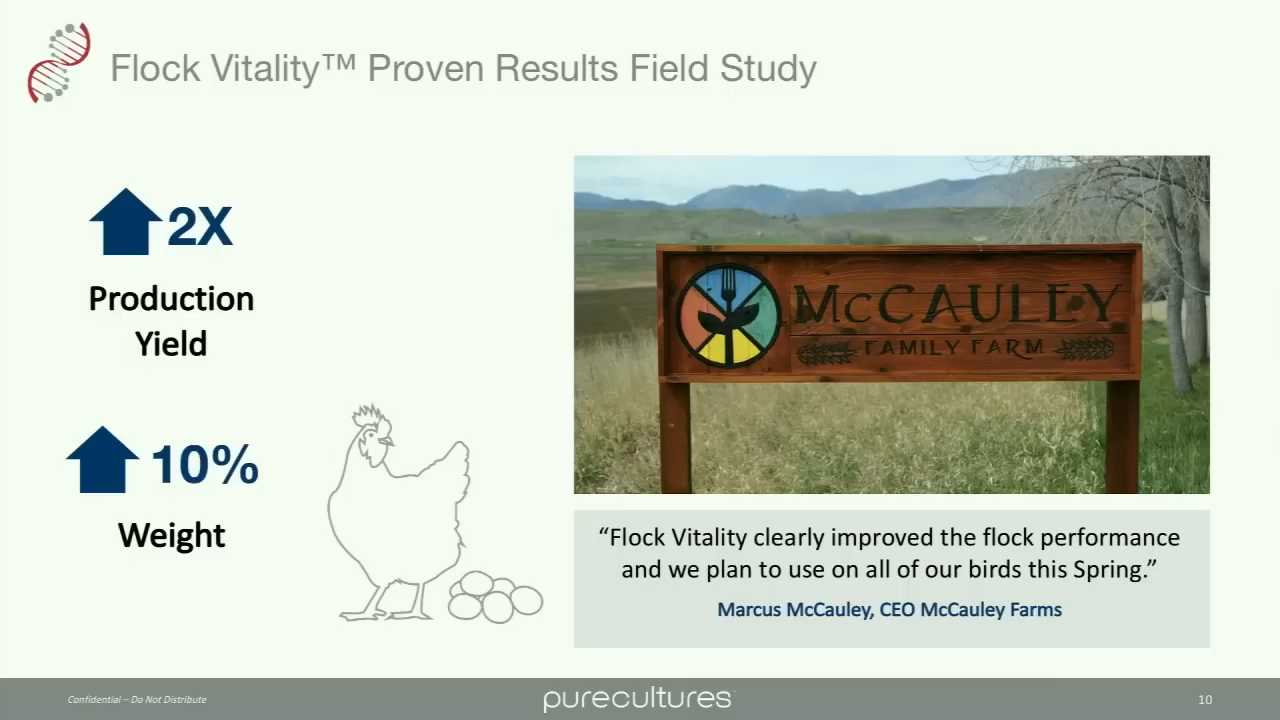 Flock Vitality™ Proven Results Field Study
2X
Production
Yield
10%
Weight
McCAULEY
FAMILY FARM
“Flock Vitality clearly improved the flock performance
and we plan to use on all of our birds this Spring.”
Marcus McCauley, CEO McCauley Farms
Confidential – Do Not Distribute
purecultures
10